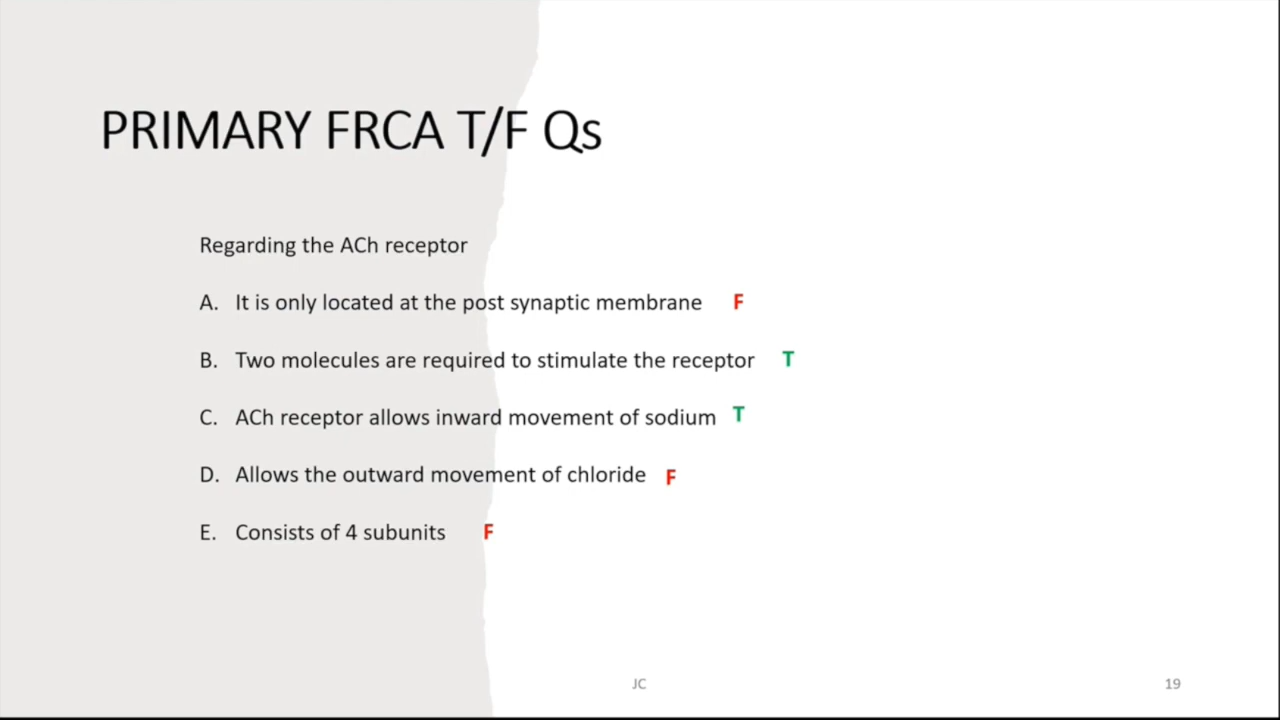 PRIMARY FRCA T/F Qs
Regarding the ACh receptor
A. It is only located at the post synaptic membrane F
B. Two molecules are required to stimulate the receptor T
C. ACh receptor allows inward movement of sodium T
D. Allows the outward movement of chloride F
E. Consists of 4 subunits F
JC 19